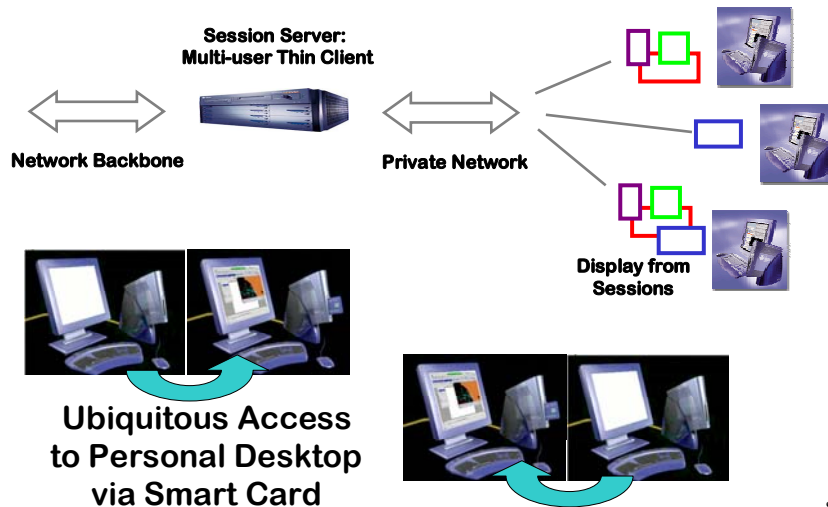 Session Server:
Multi-user Thin Client
Network Backbone
Private Network
Display from
Sessions
Ubiquitous Access
to Personal Desktop
via Smart Card